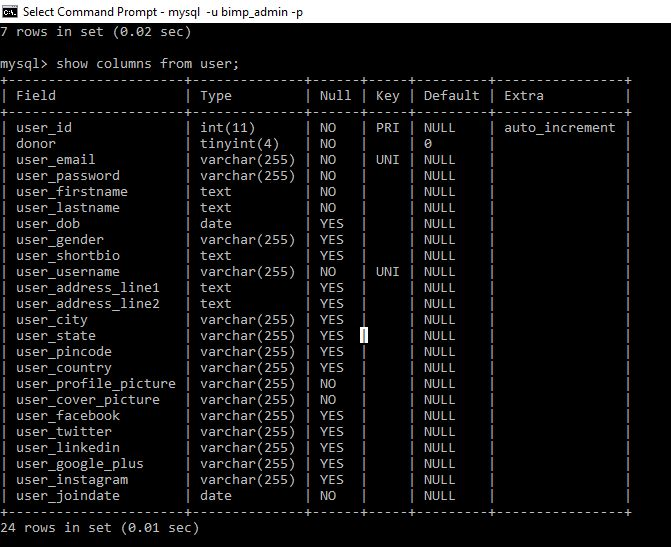 Select Command Prompt - mysql -u bimp_admin -p
7 rows in set (0.02 sec)
mysql> show columns from user;
+----------------------+--------------+------+-----+---------+----------------+
| Field | Type | Null | Key | Default | Extra |
+----------------------+--------------+------+-----+---------+----------------+
| user_id | int(11) | NO | PRI | NULL | auto_increment |
| donor | tinyint(4) | NO | | 0 | |
| user_email | varchar(255) | NO | UNI | NULL | |
| user_password | varchar(255) | NO | | NULL | |
| user_firstname | text | NO | | NULL | |
| user_lastname | text | NO | | NULL | |
| user_dob | date | YES | | NULL | |
| user_gender | varchar(255) | YES | | NULL | |
| user_shortbio | text | YES | | NULL | |
| user_username | varchar(255) | NO | UNI | NULL | |
| user_address_line1 | text | YES | | NULL | |
| user_address_line2 | text | YES | | NULL | |
| user_city | varchar(255) | YES | | NULL | |
| user_state | varchar(255) | YES | | NULL | |
| user_pincode | varchar(255) | YES | | NULL | |
| user_country | varchar(255) | YES | | NULL | |
| user_profile_picture | varchar(255) | NO | | NULL | |
| user_cover_picture | varchar(255) | NO | | NULL | |
| user_facebook | varchar(255) | YES | | NULL | |
| user_twitter | varchar(255) | YES | | NULL | |
| user_linkedin | varchar(255) | YES | | NULL | |
| user_google_plus | varchar(255) | YES | | NULL | |
| user_instagram | varchar(255) | YES | | NULL | |
| user_joindate | date | NO | | NULL | |
+----------------------+--------------+------+-----+---------+----------------+
24 rows in set (0.01 sec)